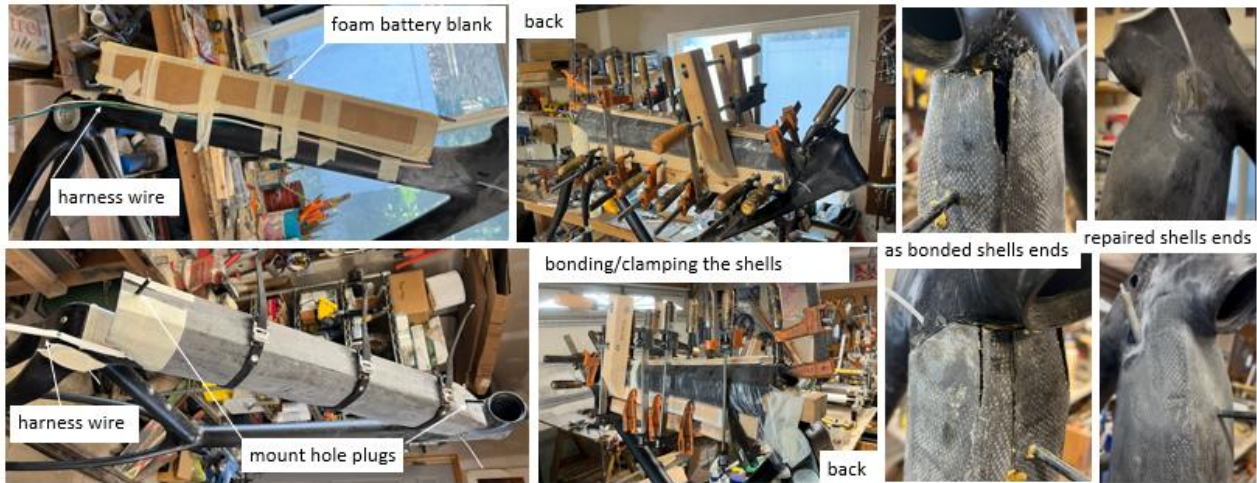 foam battery blank
back
harness wire
as bonded shells ends
repaired shells ends
bonding/clamping the shells
harness wire
mount hole plugs
back